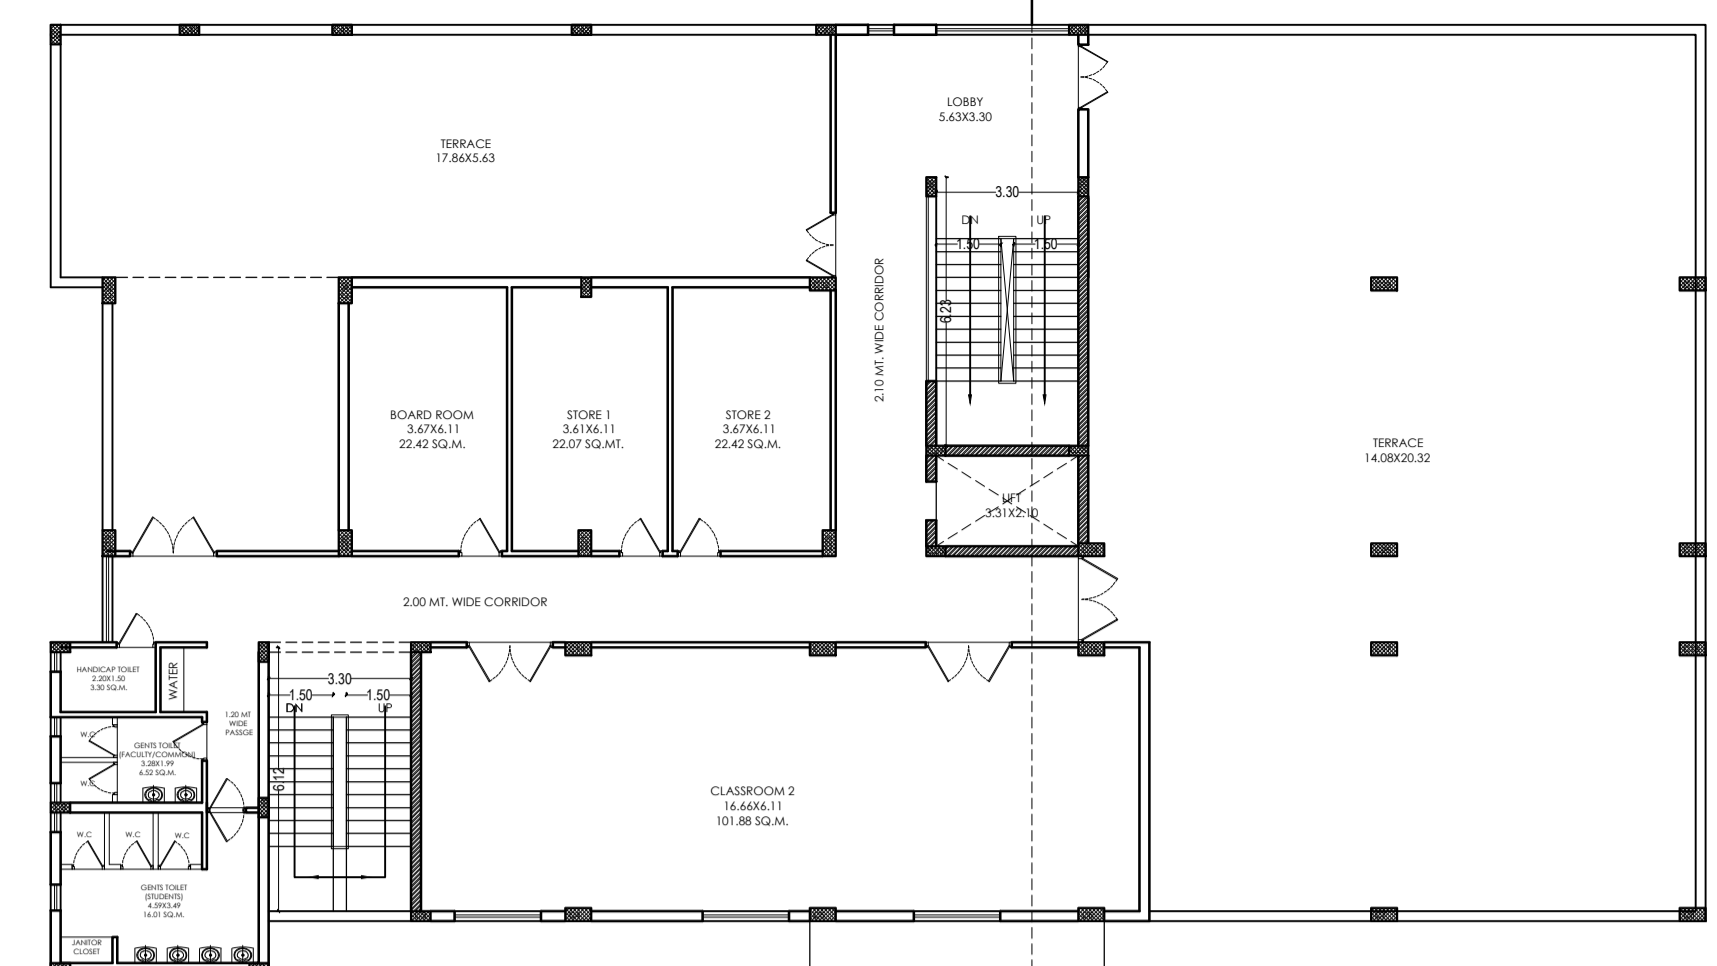 LOBBY
5.63X3.30
TERRACE
17.86X5.63
3.30
DN
UP
1.50
1.50
6.23
2.10 MT. WIDE CORRIDOR
BOARD ROOM
3.67X6.11
22.42 SQ.M.
STORE 1
3.61X6.11
22.07 SQ.MT.
STORE 2
3.67X6.11
22.42 SQ.M.
TERRACE
14.08X20.32
LIFT
3.31X2.10
2.00 MT. WIDE CORRIDOR
HANDICAP TOILET
2.20X1.50
3.30 SQ.M.
WATER
1.20 MT
WIDE
PASSGE
3.30
1.50
1.50
DN
UP
6.12
W.C
W.C
GENTS TOILET
(FACULTY/COMMON)
3.28X1.99
6.52 SQ.M.
CLASSROOM 2
16.66X6.11
101.88 SQ.M.
W.C
W.C
W.C
GENTS TOILET
(STUDENTS)
4.59X3.49
16.01 SQ.M.
JANITOR
CLOSET